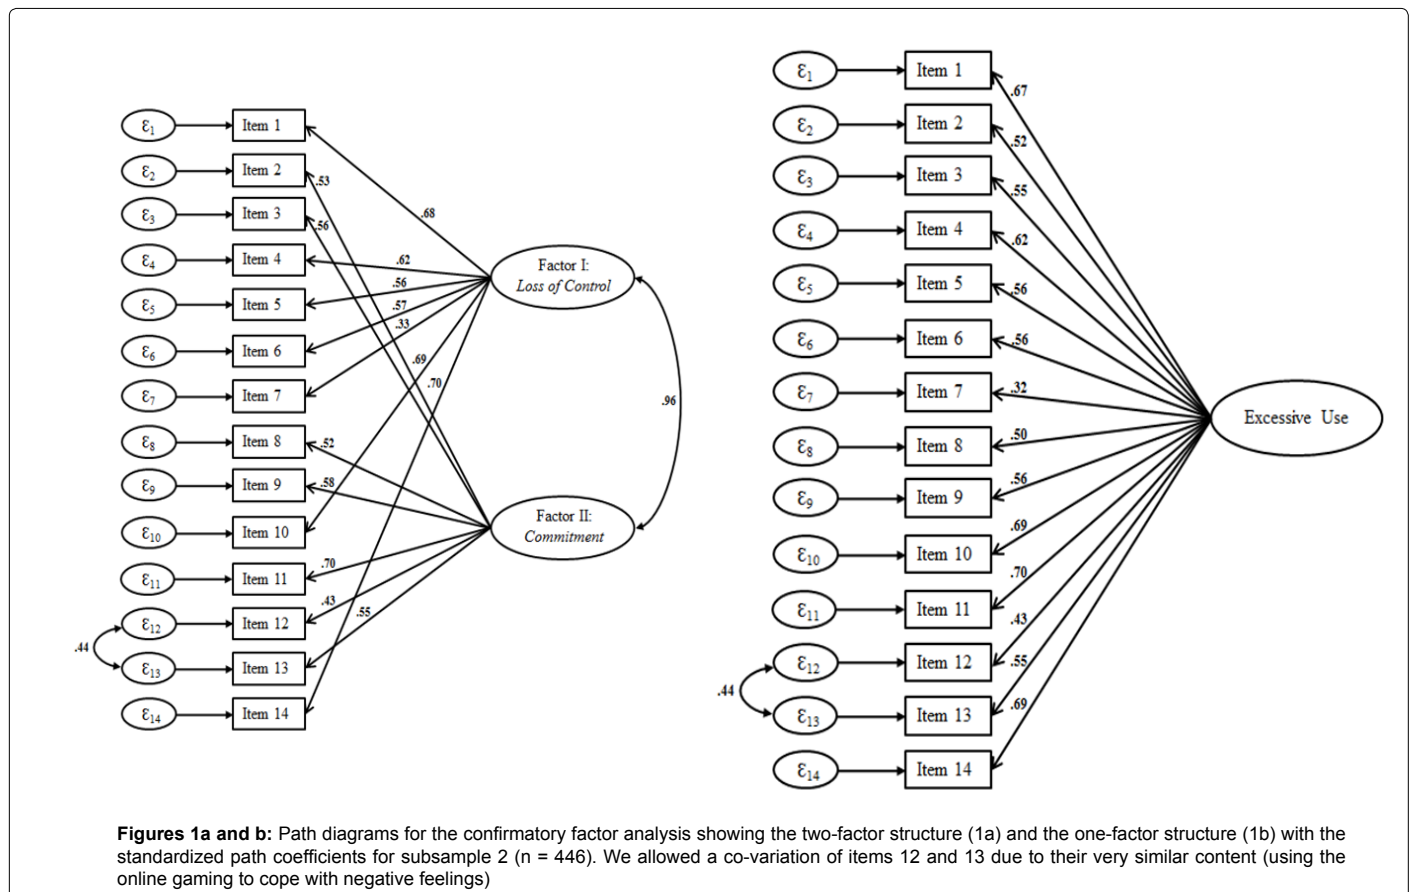 ε1 Item 1
ε2 Item 2
ε3 Item 3
ε4 Item 4
ε5 Item 5
ε6 Item 6
ε7 Item 7
ε8 Item 8
ε9 Item 9
ε10 Item 10
ε11 Item 11
ε12 Item 12
ε13 Item 13
ε14 Item 14
.44
.53
.56
.68
.62
.56
.57
.33
.69
.70
.52
.58
.70
.43
.55
Factor I:
Loss of Control
.96
Factor II:
Commitment
ε1 Item 1
ε2 Item 2
ε3 Item 3
ε4 Item 4
ε5 Item 5
ε6 Item 6
ε7 Item 7
ε8 Item 8
ε9 Item 9
ε10 Item 10
ε11 Item 11
ε12 Item 12
ε13 Item 13
ε14 Item 14
.44
.67
.52
.55
.62
.56
.56
.32
.50
.56
.69
.70
.43
.55
.69
Excessive Use
Figures 1a and b: Path diagrams for the confirmatory factor analysis showing the two-factor structure (1a) and the one-factor structure (1b) with the
standardized path coefficients for subsample 2 (n = 446). We allowed a co-variation of items 12 and 13 due to their very similar content (using the
online gaming to cope with negative feelings)